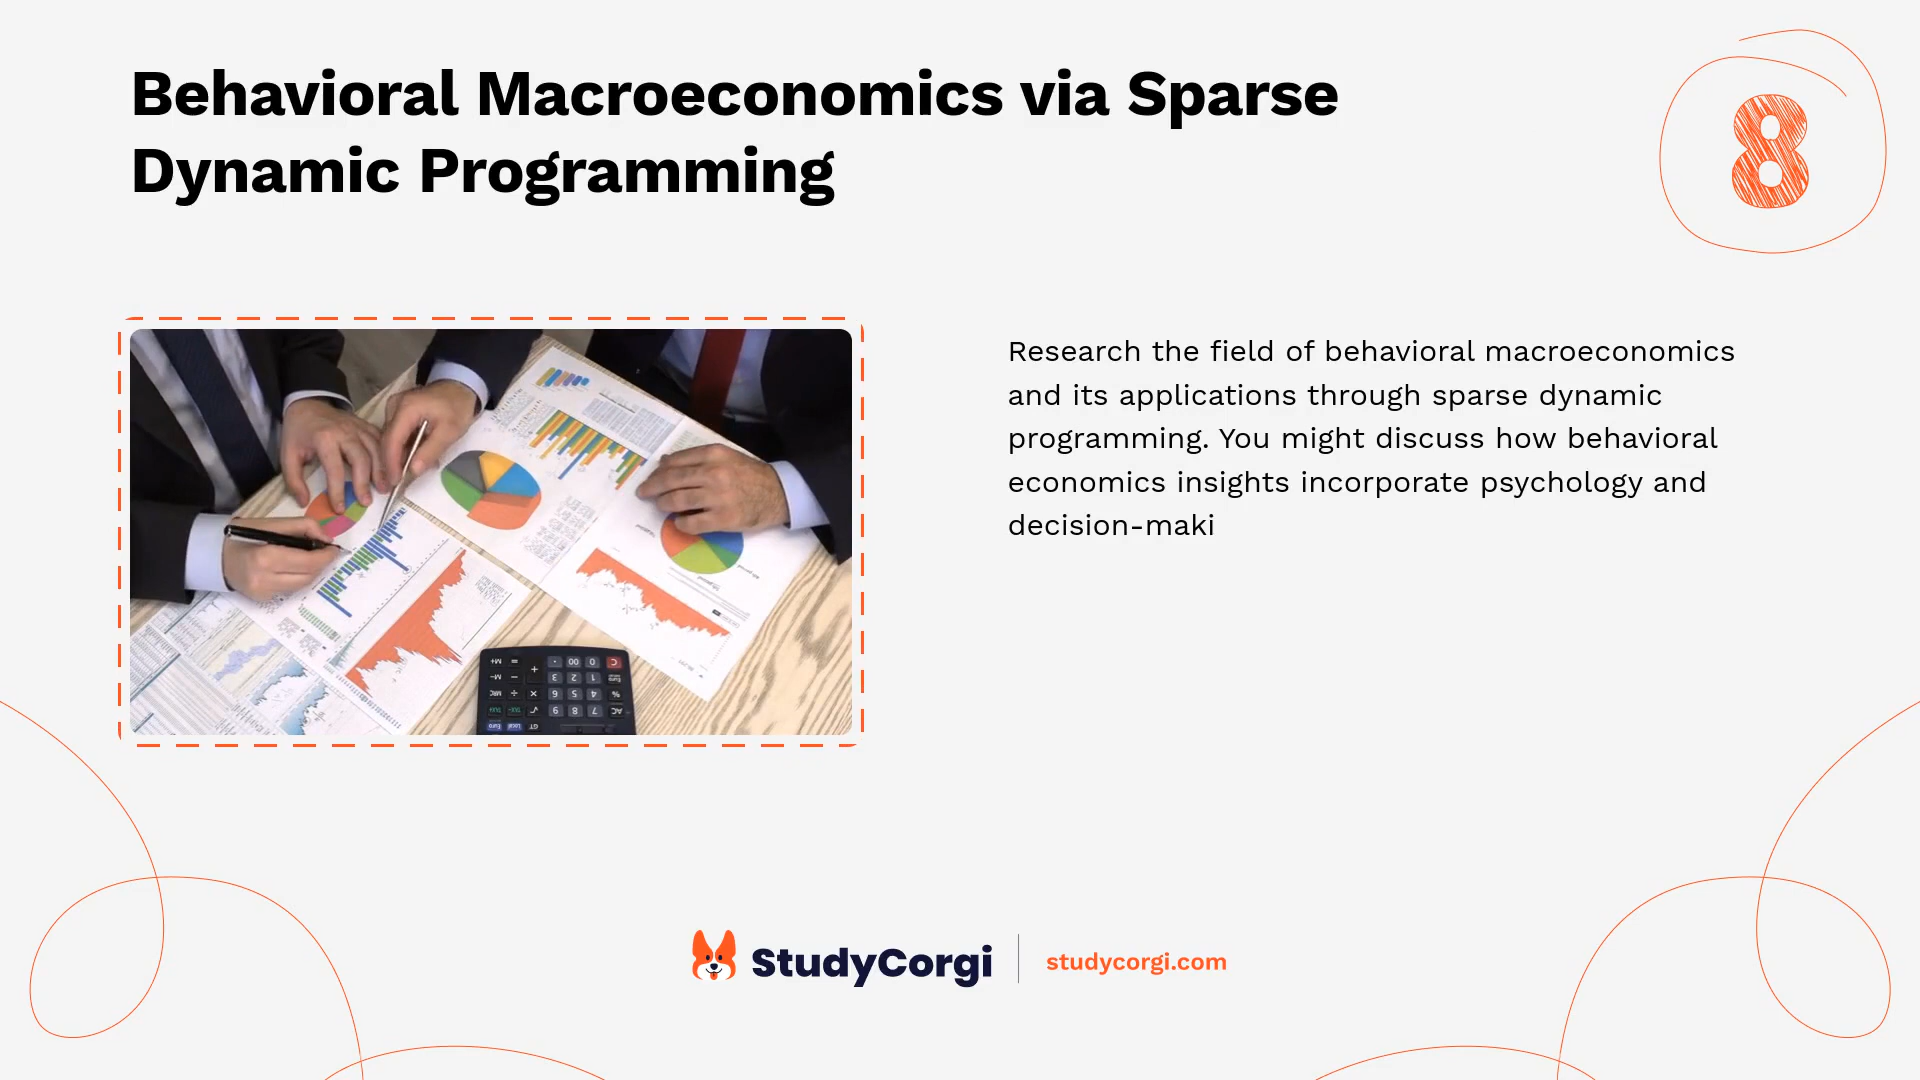 Behavioral Macroeconomics via Sparse
Dynamic Programming
8
Research the field of behavioral macroeconomics
and its applications through sparse dynamic
programming. You might discuss how behavioral
economics insights incorporate psychology and
decision-maki
StudyCorgi
studycorgi.com